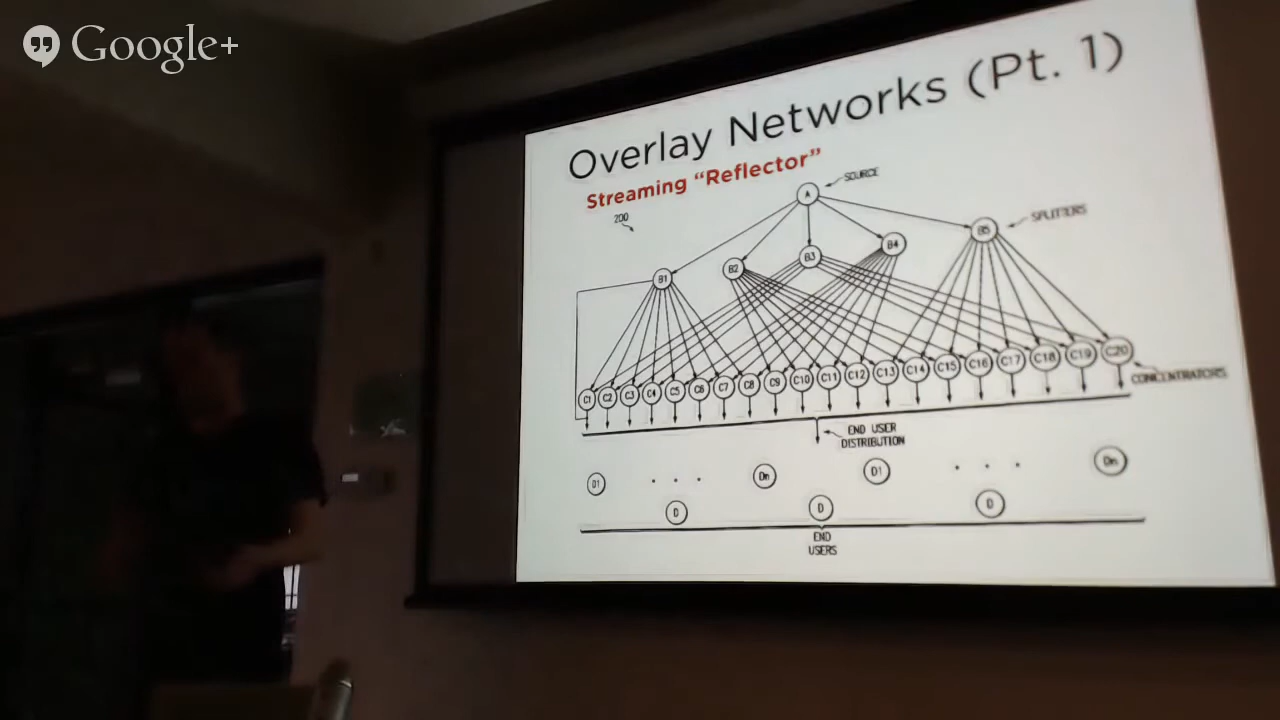 Google+
Overlay Networks (Pt. 1)
Streaming "Reflector"
200
A
SOURCE
B1 B2 B3 B4 B5
SPLITTERS
C1 C2 C3 C4 C5 C6 C7 C8 C9 C10 C11 C12 C13 C14 C15 C16 C17 C18 C19 C20
CONCENTRATORS
END USER
DISTRIBUTION
D1 . . . Dn D1 . . . Dn
D D D
END
USERS